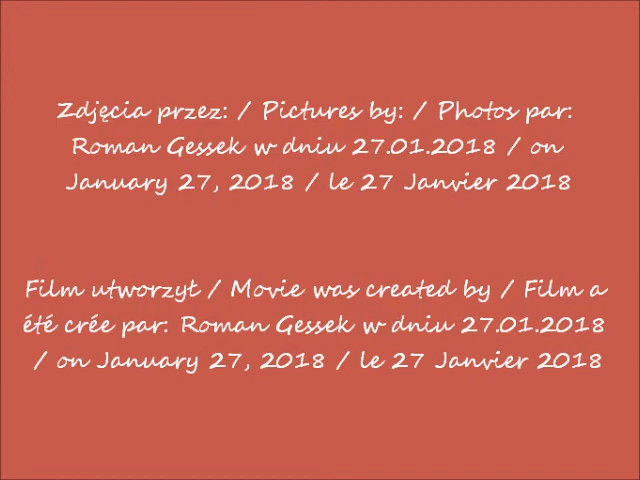 Zdjęcia przez: / Pictures by: / Photos par:
Roman Gessek w dniu 27.01.2018 / on
January 27, 2018 / le 27 Janvier 2018
Film utworzył / Movie was created by / Film a
été crée par: Roman Gessek w dniu 27.01.2018
/ on January 27, 2018 / le 27 Janvier 2018